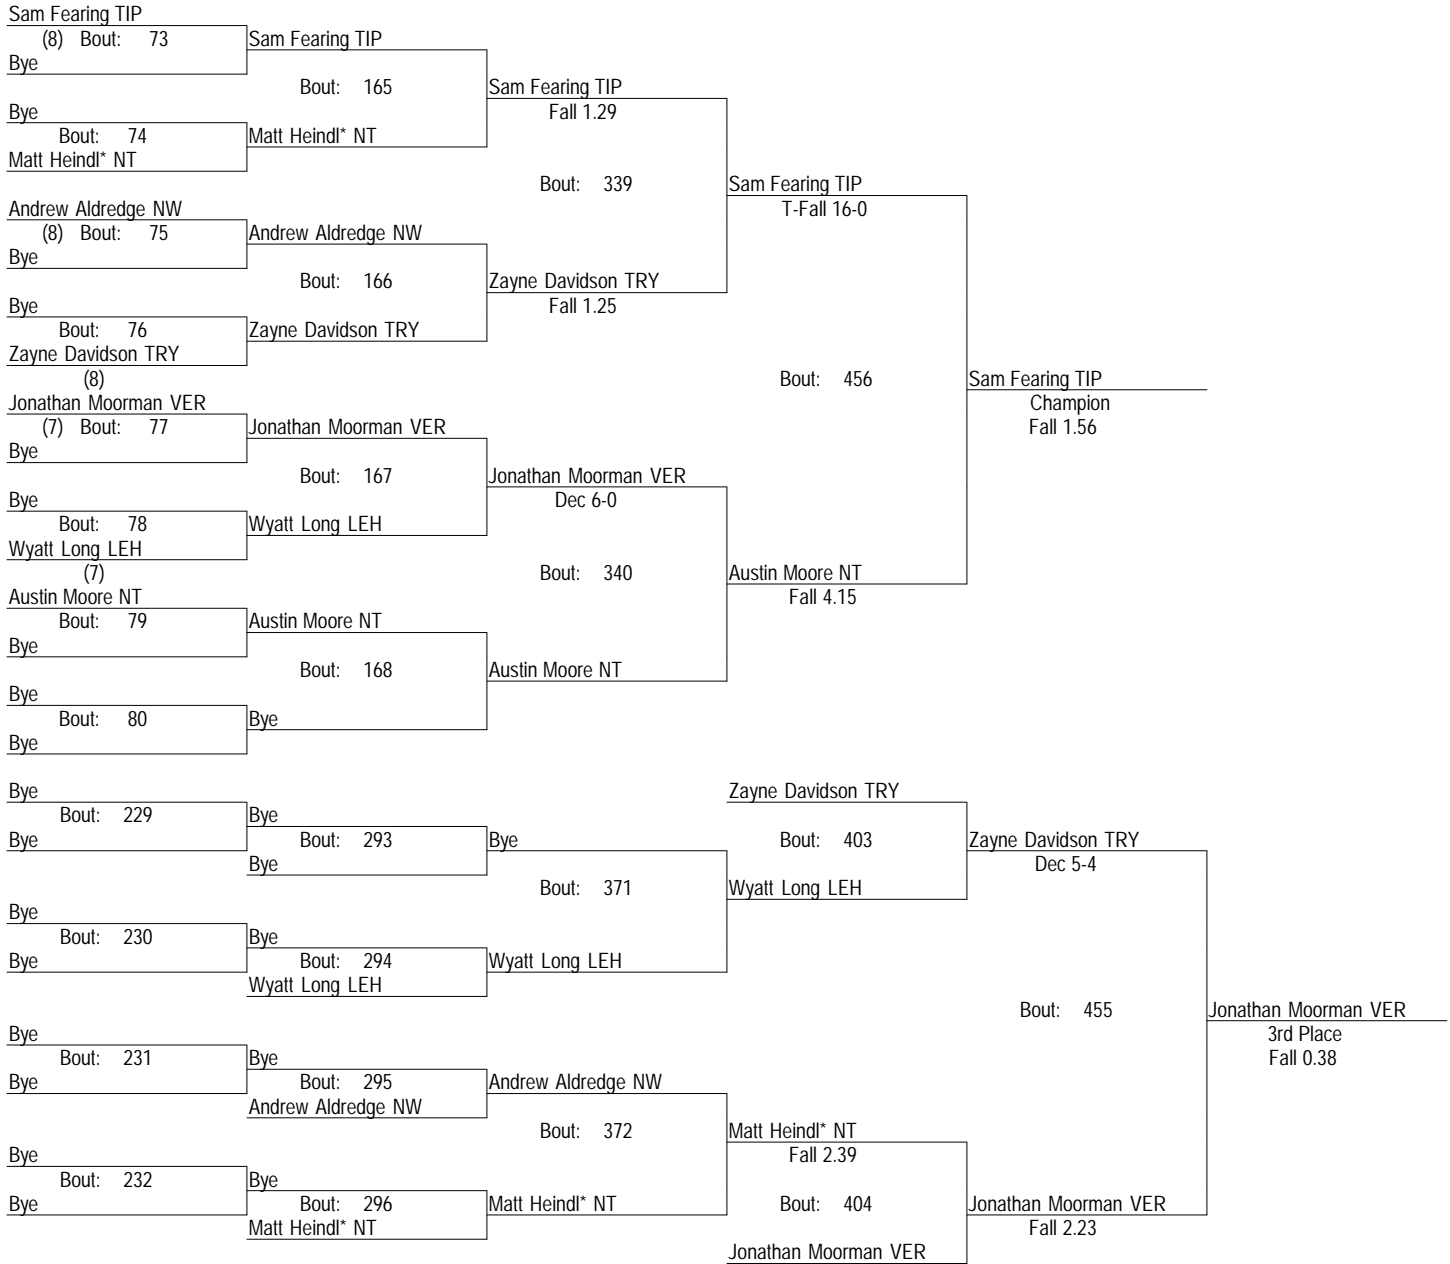 Sam Fearing TIP
(8) Bout: 73
Sam Fearing TIP
Bye
Bout: 165
Sam Fearing TIP
Bye
Fall 1.29
Bout: 74
Matt Heindl* NT
Matt Heindl* NT
Bout: 339
Sam Fearing TIP
Andrew Aldredge NW
T-Fall 16-0
(8) Bout: 75
Andrew Aldredge NW
Bye
Bout: 166
Zayne Davidson TRY
Bye
Fall 1.25
Bout: 76
Zayne Davidson TRY
Zayne Davidson TRY
(8)
Bout: 456
Sam Fearing TIP
Jonathan Moorman VER
Champion
(7) Bout: 77
Jonathan Moorman VER
Fall 1.56
Bye
Bout: 167
Jonathan Moorman VER
Bye
Dec 6-0
Bout: 78
Wyatt Long LEH
Wyatt Long LEH
(7)
Bout: 340
Austin Moore NT
Austin Moore NT
Fall 4.15
Bout: 79
Austin Moore NT
Bye
Bout: 168
Austin Moore NT
Bye
Bout: 80
Bye
Bye
Bye
Zayne Davidson TRY
Bout: 229
Bye
Bye
Bout: 293
Bye
Bout: 403
Zayne Davidson TRY
Bye
Dec 5-4
Bout: 371
Wyatt Long LEH
Bye
Bout: 230
Bye
Bye
Bout: 294
Wyatt Long LEH
Wyatt Long LEH
Bout: 455
Jonathan Moorman VER
Bye
3rd Place
Bout: 231
Bye
Fall 0.38
Bye
Bout: 295
Andrew Aldredge NW
Andrew Aldredge NW
Bout: 372
Matt Heindl* NT
Bye
Fall 2.39
Bout: 232
Bye
Bye
Bout: 296
Matt Heindl* NT
Bout: 404
Jonathan Moorman VER
Matt Heindl* NT
Fall 2.23
Jonathan Moorman VER